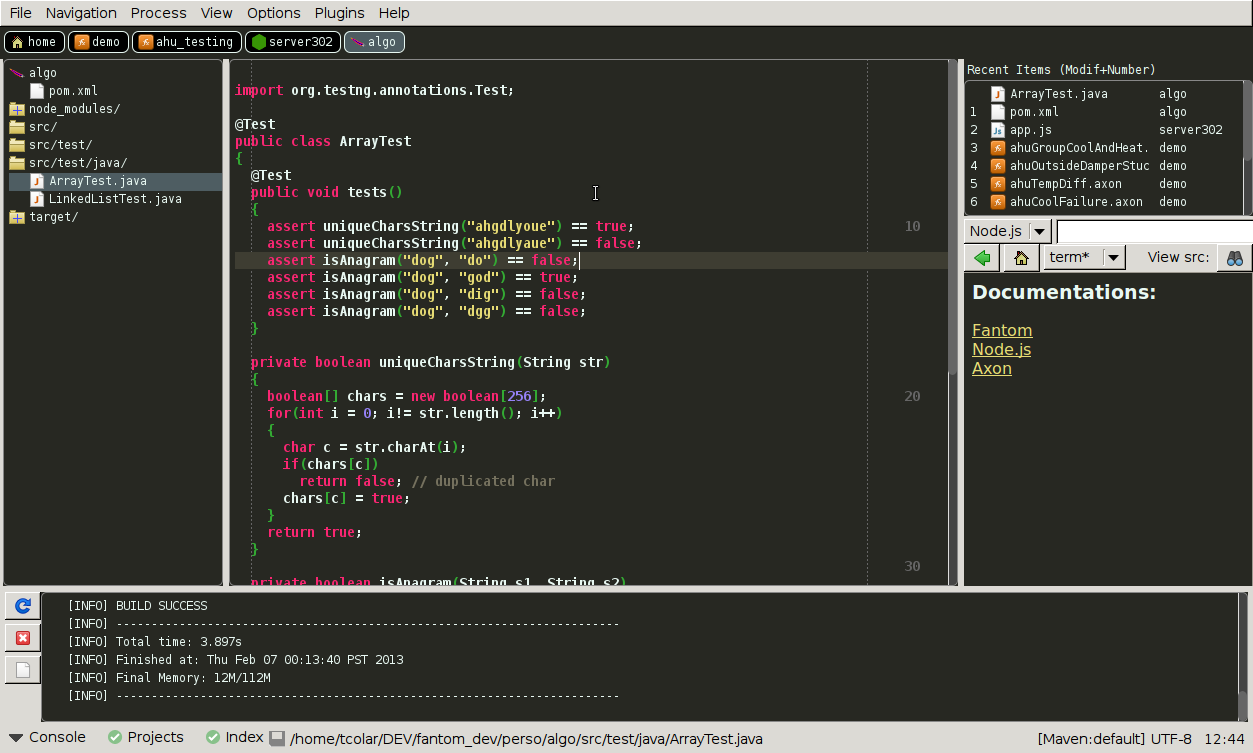 File Navigation Process View Options Plugins Help
home demo ahu_testing server302 algo
algo
pom.xml
node_modules/
src/
src/test/
src/test/java/
ArrayTest.java
LinkedListTest.java
target/
import org.testng.annotations.Test;
@Test
public class ArrayTest
{
@Test
public void tests()
{
assert uniqueCharsString("ahgdlyoue") == true; 10
assert uniqueCharsString("ahgdlyaue") == false;
assert isAnagram("dog", "do") == false;
assert isAnagram("dog", "god") == true;
assert isAnagram("dog", "dig") == false;
assert isAnagram("dog", "dgg") == false;
}
private boolean uniqueCharsString(String str)
{
boolean[] chars = new boolean[256]; 20
for(int i = 0; i!= str.length(); i++)
{
char c = str.charAt(i);
if(chars[c])
return false; // duplicated char
chars[c] = true;
}
return true;
}
30
private boolean isAnagram(String s1, String s2)
Recent Items (Modif+Number)
ArrayTest.java algo
1 pom.xml algo
2 app.js server302
3 ahuGroupCoolAndHeat. demo
4 ahuOutsideDamperStuc demo
5 ahuTempDiff.axon demo
6 ahuCoolFailure.axon demo
Node.js
term* View src:
Documentations:
Fantom
Node.js
Axon
[INFO] BUILD SUCCESS
[INFO] ---------------------------------------------------------------
[INFO] Total time: 3.897s
[INFO] Finished at: Thu Feb 07 00:13:40 PST 2013
[INFO] Final Memory: 12M/112M
[INFO] ---------------------------------------------------------------
Console Projects Index /home/tcolar/DEV/fantom_dev/perso/algo/src/test/java/ArrayTest.java [Maven:default] UTF-8 12:44